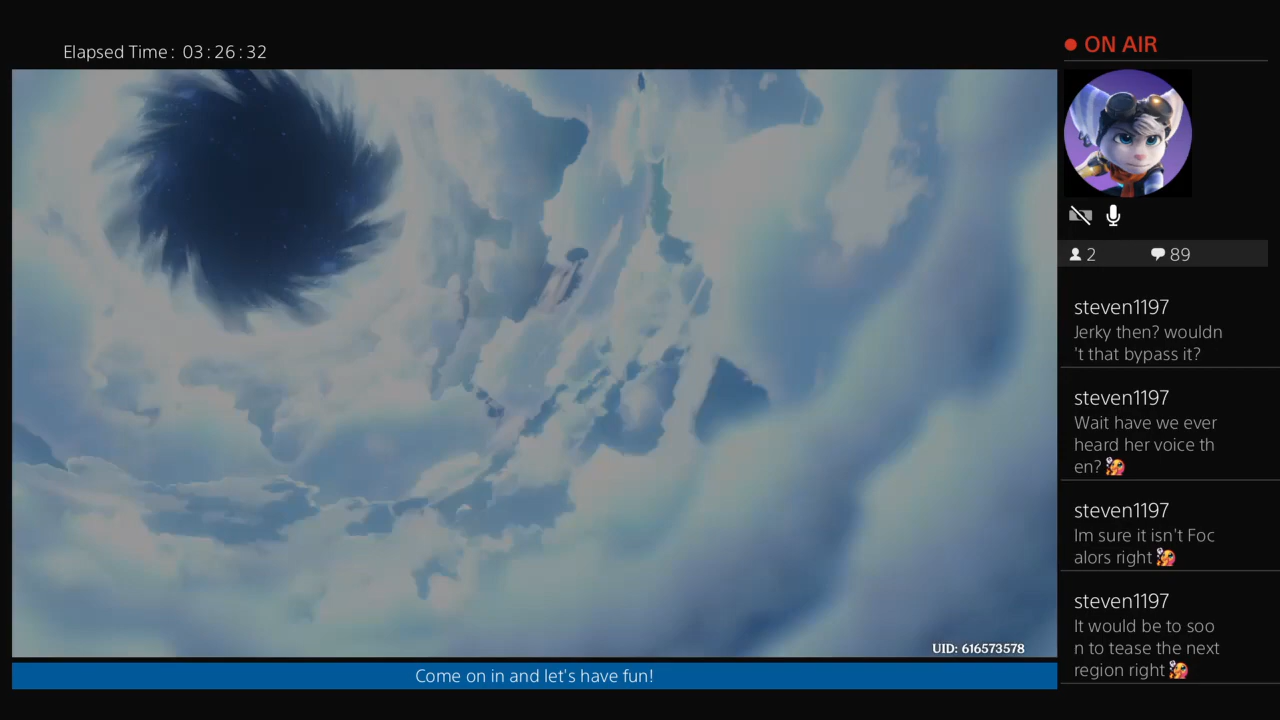 Elapsed Time: 03:26:32
ON AIR
2
89
steven1197
Jerky then? wouldn
't that bypass it?
steven1197
Wait have we ever
heard her voice th
en?
steven1197
Im sure it isn't Foc
alors right
steven1197
It would be to soo
n to tease the next
region right
UID: 616573578
Come on in and let's have fun!